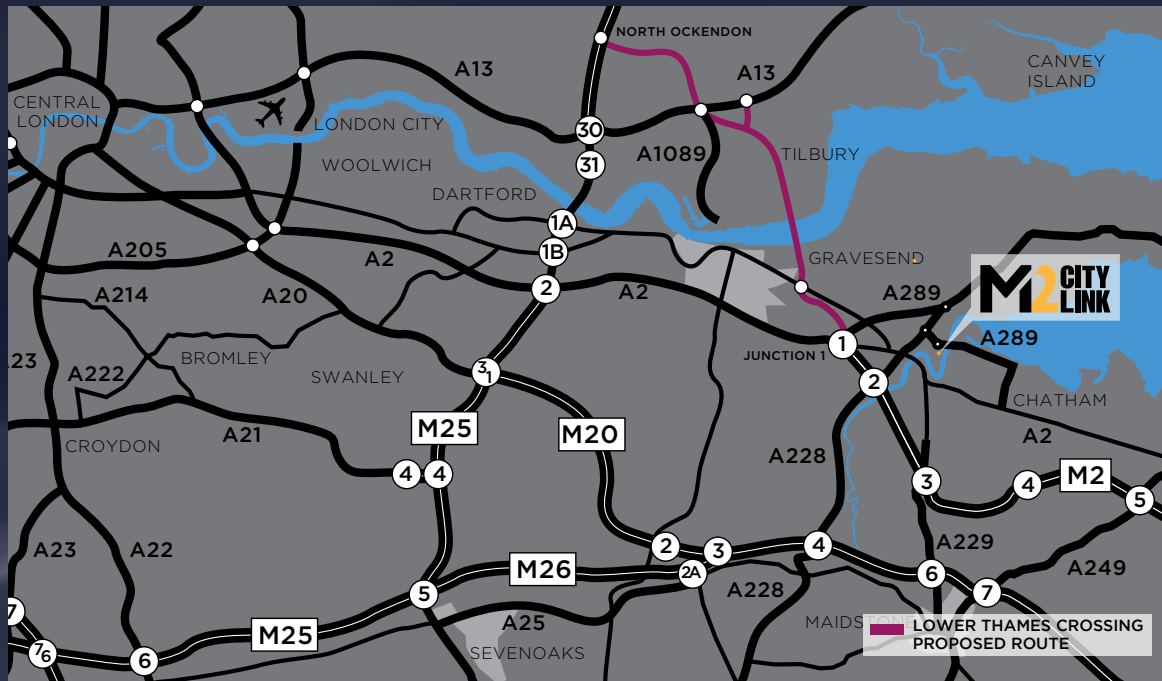 NORTH OCKENDON
A13
A13
CANVEY
ISLAND
CENTRAL
LONDON
LONDON CITY
30
WOOLWICH
31
A1089
TILBURY
DARTFORD
1A
1B
A205
A2
GRAVESEND
A214
A20
2
A2
A289
M2 CITY
LINK
JUNCTION 1
1
A289
23
BROMLEY
A222
SWANLEY
3
1
2
CHATHAM
CROYDON
A21
M25
M20
A2
A228
4
4
3
4
M2
5
A23
A22
2
3
4
A229
M26
2A
6
A249
5
A228
7
7
A25
MAIDSTONE
LOWER THAMES CROSSING
PROPOSED ROUTE
M25
7
6
6
SEVENOAKS